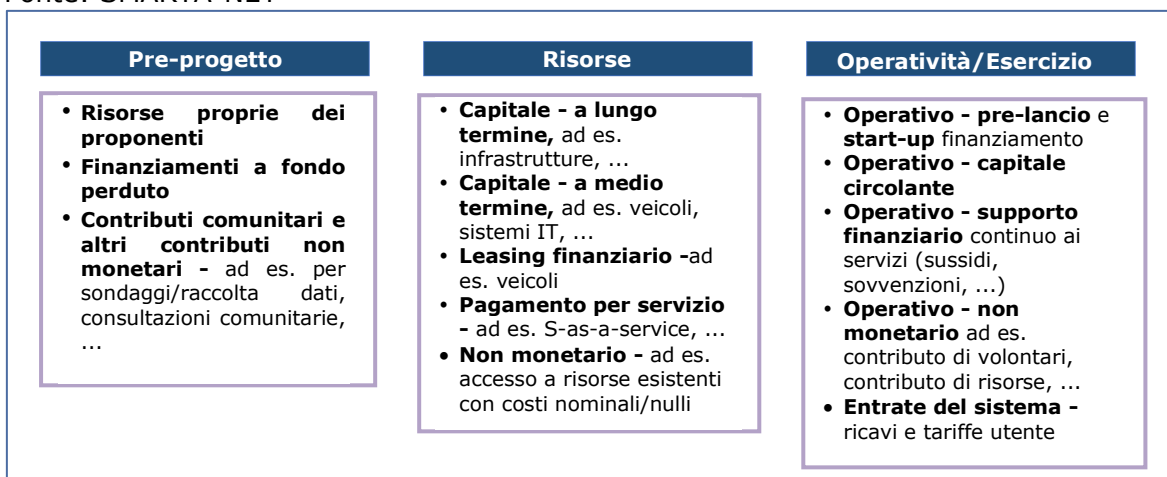 Fonte: SMARTA-NET
Pre-progetto
• Risorse proprie dei
proponenti
• Finanziamenti a fondo
perduto
• Contributi comunitari e
altri contributi non
monetari - ad es. per
sondaggi/raccolta dati,
consultazioni comunitarie,
...
Risorse
• Capitale - a lungo
termine, ad es.
infrastrutture, ...
• Capitale - a medio
termine, ad es. veicoli,
sistemi IT, ...
• Leasing finanziario -ad
es. veicoli
• Pagamento per servizio
- ad es. S-as-a-service, ...
• Non monetario - ad es.
accesso a risorse esistenti
con costi nominali/nulli
Operatività/Esercizio
• Operativo - pre-lancio e
start-up finanziamento
• Operativo - capitale
circolante
• Operativo - supporto
finanziario continuo ai
servizi (sussidi,
sovvenzioni, ...)
• Operativo - non
monetario ad es.
contributo di volontari,
contributo di risorse, ...
• Entrate del sistema -
ricavi e tariffe utente